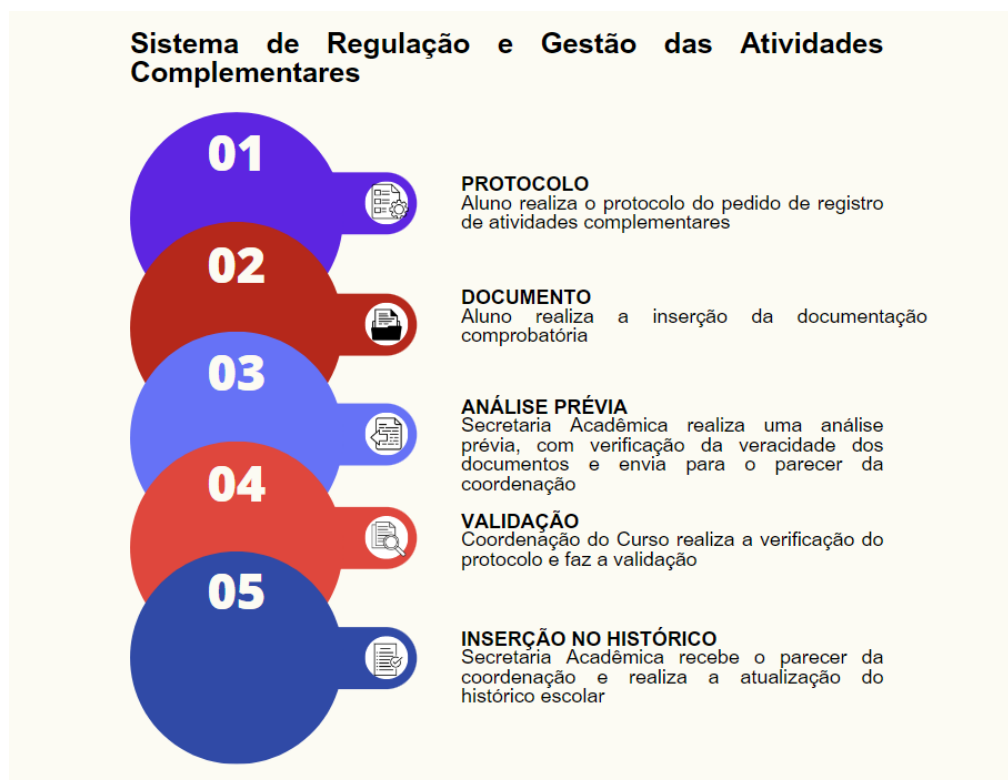 Sistema de Regulação e Gestão das Atividades
Complementares
01
PROTOCOLO
Aluno realiza o protocolo do pedido de registro
de atividades complementares
02
DOCUMENTO
Aluno realiza a inserção da documentação
comprobatória
03
ANÁLISE PRÉVIA
Secretaria Acadêmica realiza uma análise
prévia, com verificação da veracidade dos
documentos e envia para o parecer da
coordenação
04
VALIDAÇÃO
Coordenação do Curso realiza a verificação do
protocolo e faz a validação
05
INSERÇÃO NO HISTÓRICO
Secretaria Acadêmica recebe o parecer da
coordenação e realiza a atualização do
histórico escolar